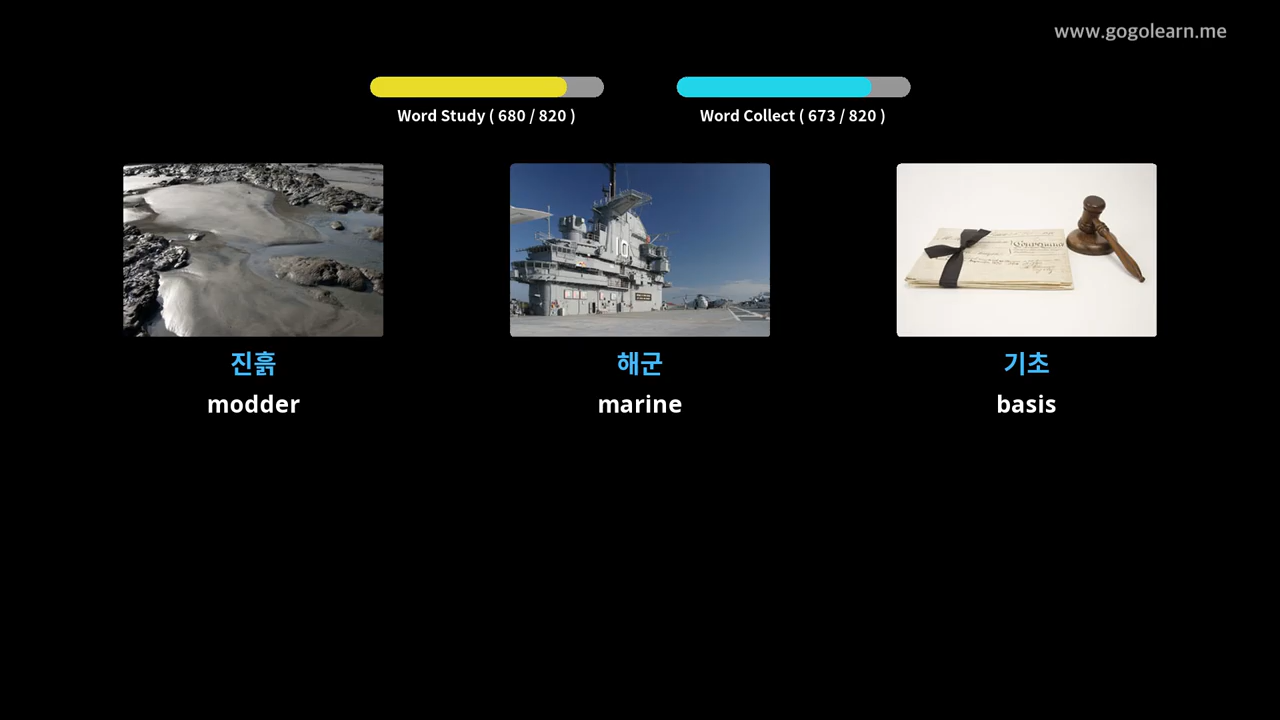 www.gogolearn.me
Word Study ( 680 / 820 )
Word Collect ( 673 / 820 )
진흙
해군
기초
modder
marine
basis